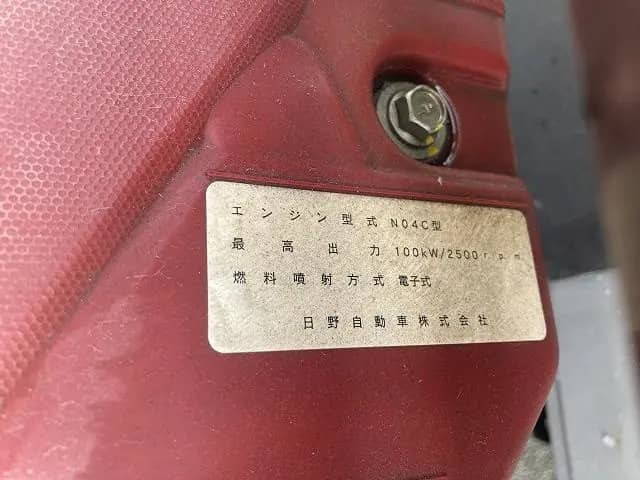 エンジン型式 N04C型
最高出力 100kW/2500r.p.m
燃料噴射方式 電子式
日野自動車株式会社